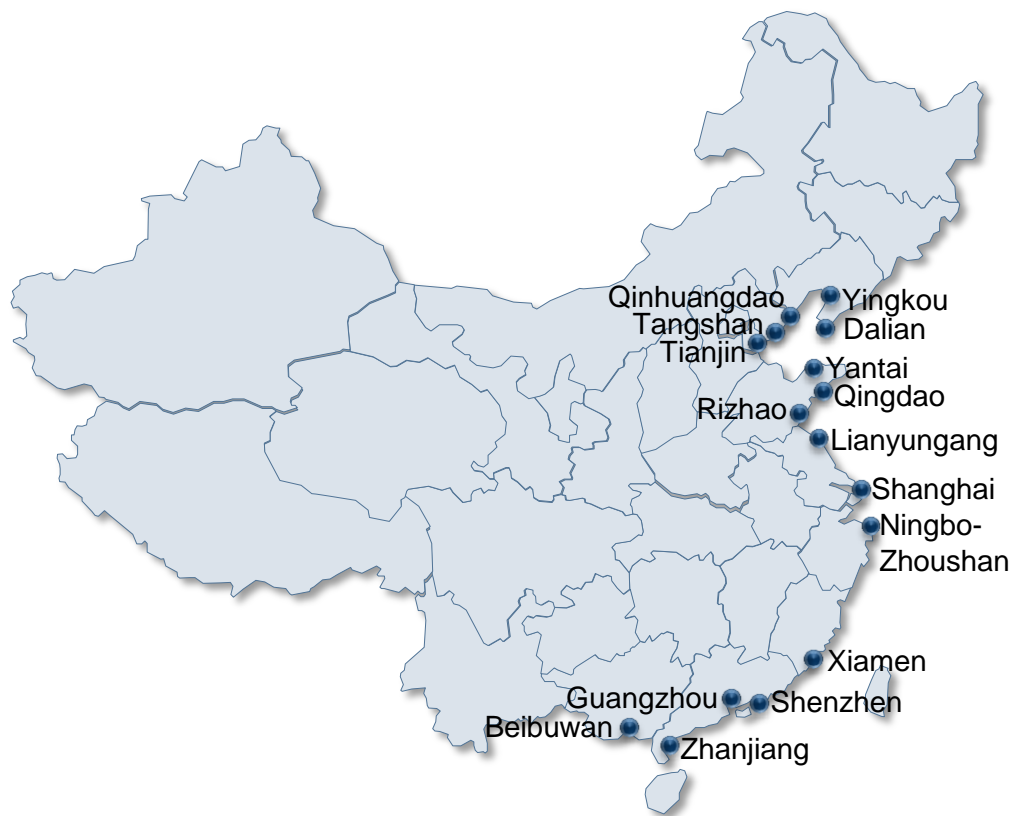 Qinhuangdao
Yingkou
Tangshan
Dalian
Tianjin
Yantai
Qingdao
Rizhao
Lianyungang
Shanghai
Ningbo-
Zhoushan
Xiamen
Guangzhou
Shenzhen
Beibuwan
Zhanjiang